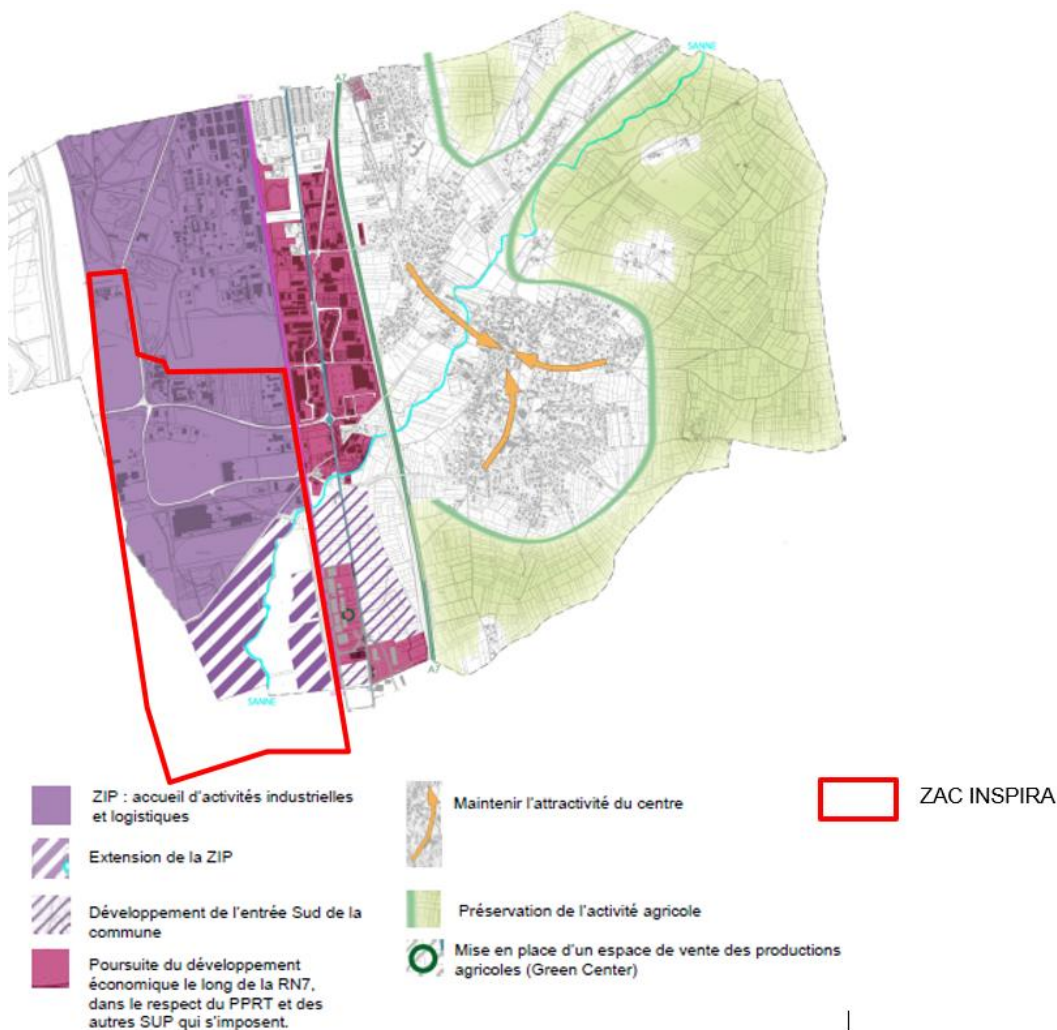 SANNE
A7
SANNE
A7
ZIP : accueil d'activités industrielles
et logistiques
Extension de la ZIP
Développement de l'entrée Sud de la
commune
Poursuite du développement
économique le long de la RN7,
dans le respect du PPRT et des
autres SUP qui s'imposent.
Maintenir l'attractivité du centre
Préservation de l'activité agricole
Mise en place d'un espace de vente des productions
agricoles (Green Center)
ZAC INSPIRA